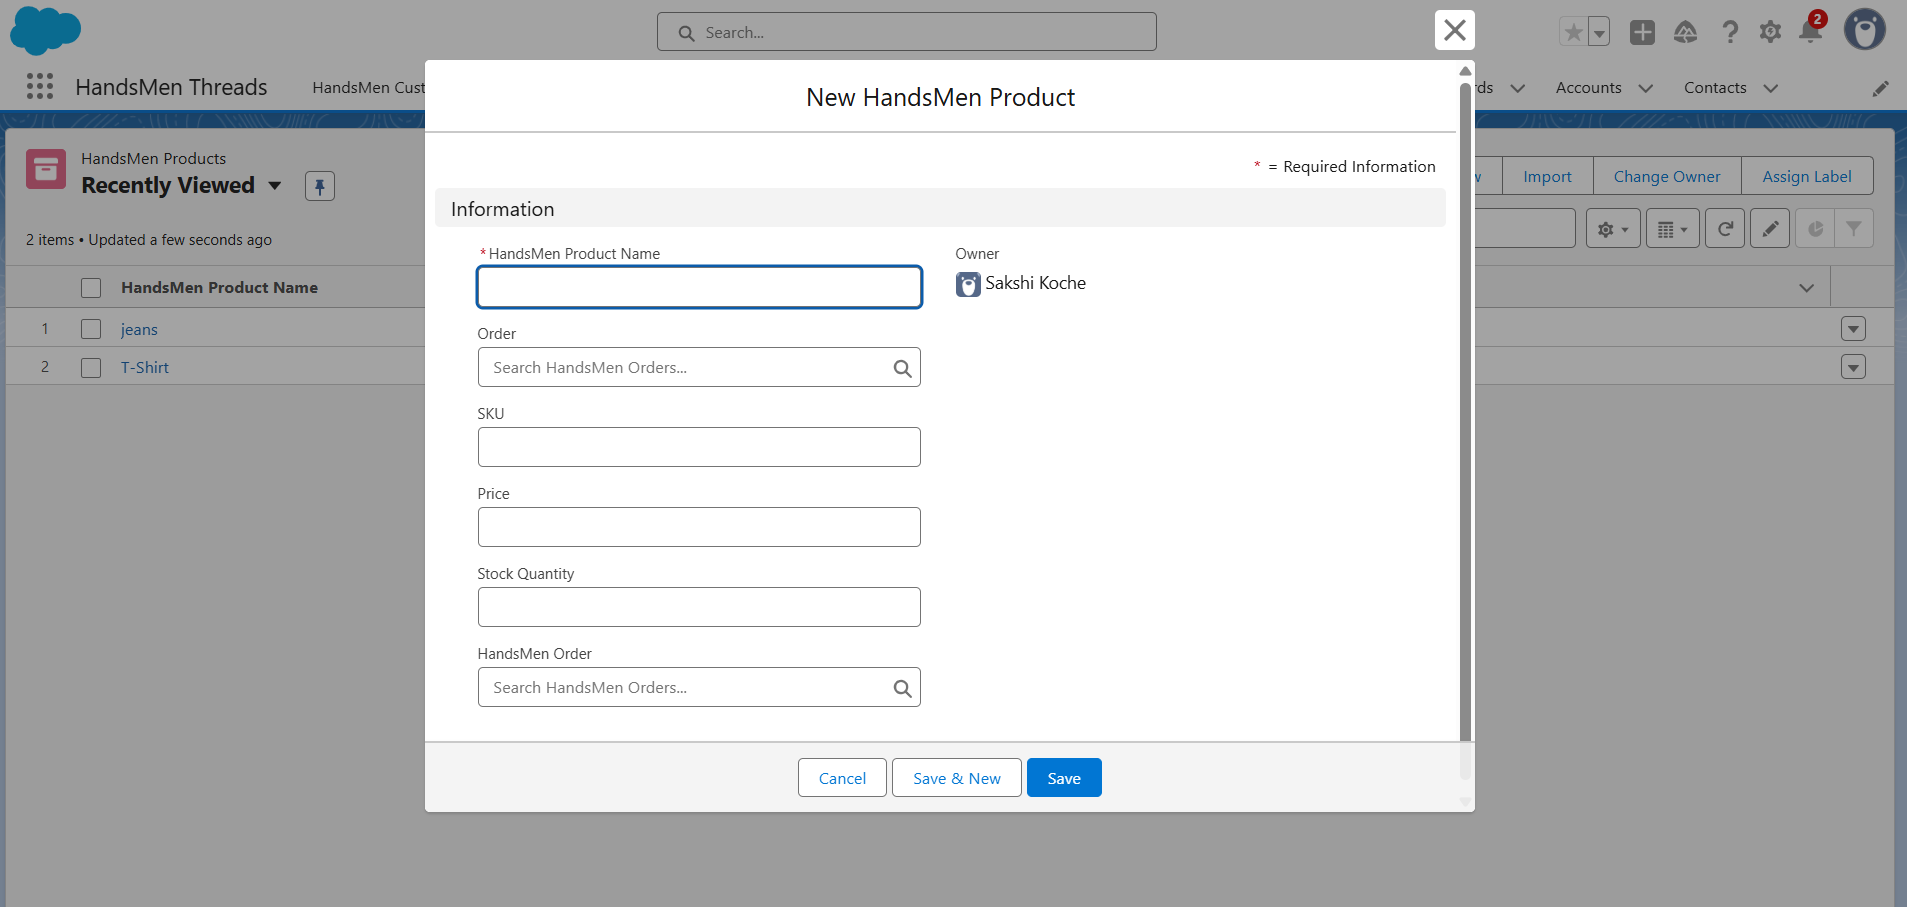 Search...
2
HandsMen Threads
HandsMen Cust
rds
Accounts
Contacts
New HandsMen Product
HandsMen Products
Recently Viewed
* = Required Information
Import
Change Owner
Assign Label
Information
2 items • Updated a few seconds ago
*HandsMen Product Name
Owner
Sakshi Koche
HandsMen Product Name
1 jeans
2 T-Shirt
Order
Search HandsMen Orders...
SKU
Price
Stock Quantity
HandsMen Order
Search HandsMen Orders...
Cancel
Save & New
Save